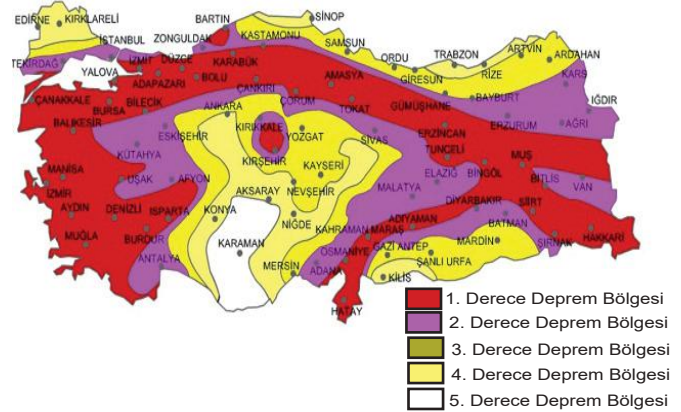 EDİRNE
KIRKLARELİ
TEKİRDAĞ
İSTANBUL
YALOVA
İZMİT
ADAPAZARI
DÜZCE
ZONGULDAK
BARTIN
KASTAMONU
SİNOP
SAMSUN
ORDU
GİRESUN
TRABZON
RİZE
ARTVİN
ARDAHAN
KARS
IĞDIR
AĞRI
KARABÜK
BOLU
ÇANKIRI
ÇORUM
AMASYA
TOKAT
GÜMÜŞHANE
BAYBURT
ERZURUM
ERZİNCAN
TUNCELİ
ÇANAKKALE
BURSA
BİLECİK
BALIKESİR
ESKİŞEHİR
ANKARA
KIRIKKALE
YOZGAT
SİVAS
KIRŞEHİR
KÜTAHYA
MANİSA
İZMİR
UŞAK
AFYON
AKSARAY
NEVŞEHİR
KAYSERİ
MALATYA
ELAZIĞ
BİNGÖL
MUŞ
BİTLİS
VAN
AYDIN
DENİZLİ
ISPARTA
KONYA
NİĞDE
KAHRAMAN MARAŞ
ADIYAMAN
DİYARBAKIR
BATMAN
SİİRT
ŞIRNAK
HAKKARİ
MUĞLA
BURDUR
ANTALYA
KARAMAN
MERSİN
ADANA
OSMANİYE
GAZİ ANTEP
KİLİS
ŞANLI URFA
MARDİN
HATAY
1. Derece Deprem Bölgesi
2. Derece Deprem Bölgesi
3. Derece Deprem Bölgesi
4. Derece Deprem Bölgesi
5. Derece Deprem Bölgesi